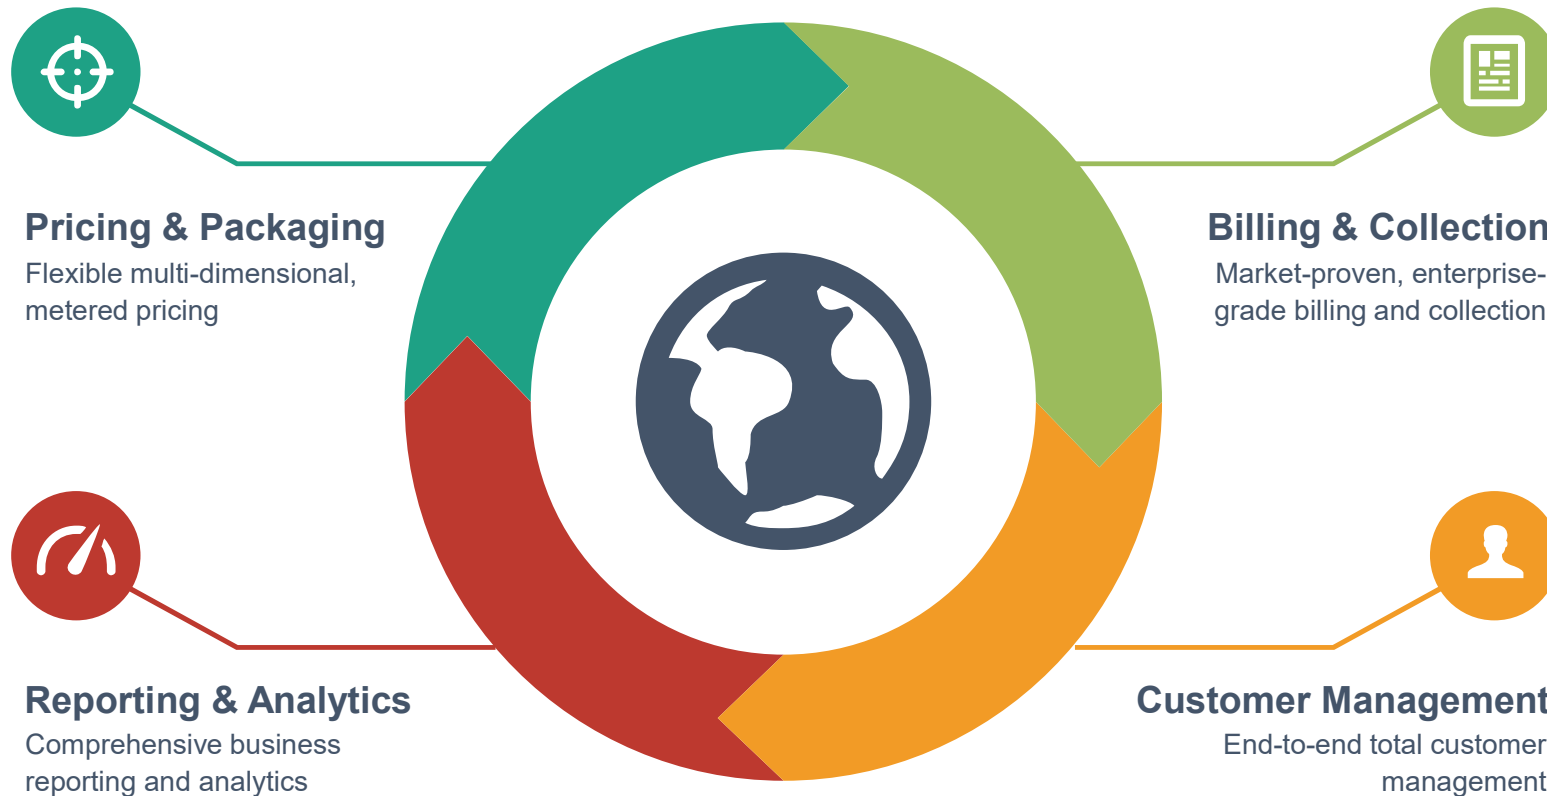 Pricing & Packaging
Flexible multi-dimensional,
metered pricing
Billing & Collection
Market-proven, enterprise-
grade billing and collection
Reporting & Analytics
Comprehensive business
reporting and analytics
Customer Management
End-to-end total customer
management